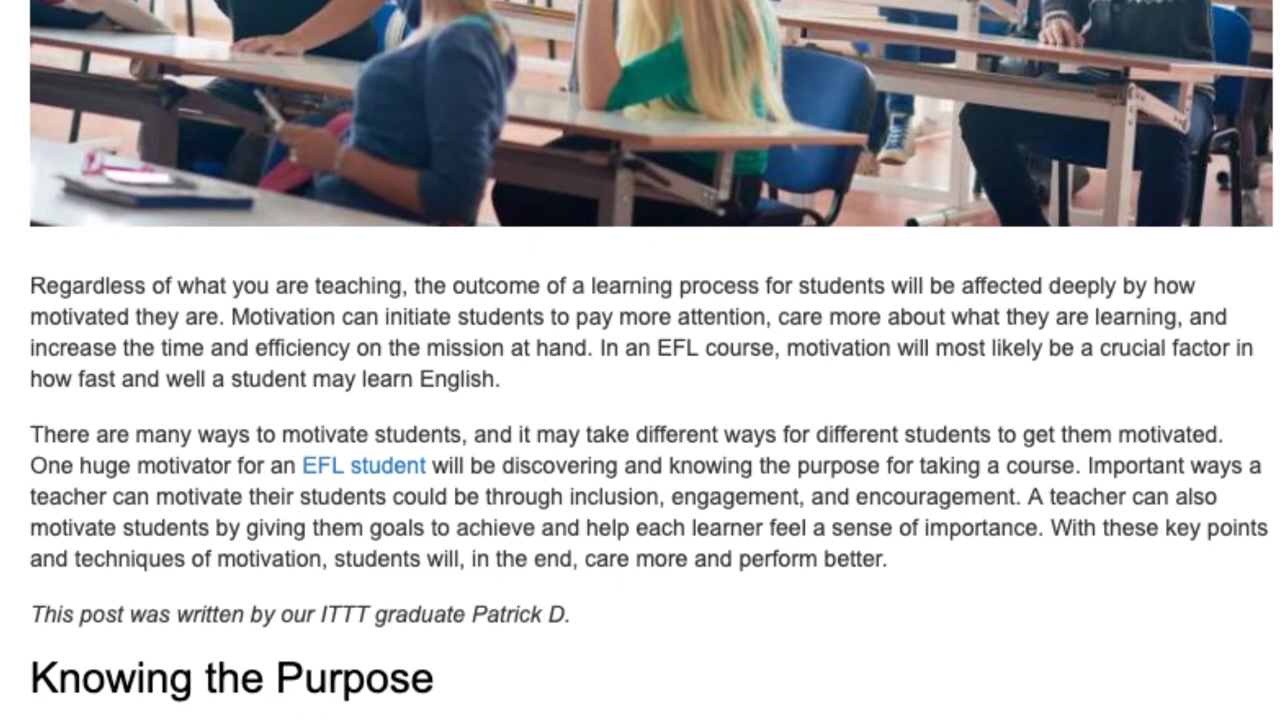 Regardless of what you are teaching, the outcome of a learning process for students will be affected deeply by how
motivated they are. Motivation can initiate students to pay more attention, care more about what they are learning, and
increase the time and efficiency on the mission at hand. In an EFL course, motivation will most likely be a crucial factor in
how fast and well a student may learn English.
There are many ways to motivate students, and it may take different ways for different students to get them motivated.
One huge motivator for an EFL student will be discovering and knowing the purpose for taking a course. Important ways a
teacher can motivate their students could be through inclusion, engagement, and encouragement. A teacher can also
motivate students by giving them goals to achieve and help each learner feel a sense of importance. With these key points
and techniques of motivation, students will, in the end, care more and perform better.
This post was written by our ITTT graduate Patrick D.
Knowing the Purpose